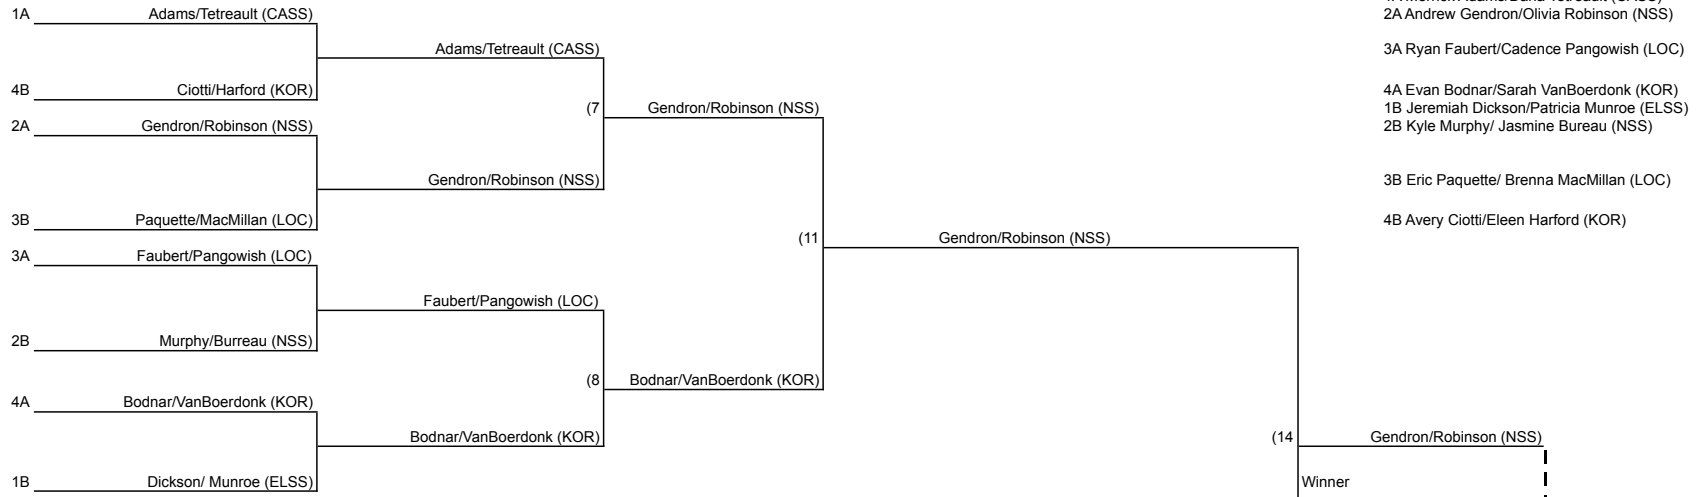 1A Adams/Tetreault (CASS)
2A Andrew Gendron/Olivia Robinson (NSS)
Adams/Tetreault (CASS)
3A Ryan Faubert/Cadence Pangowish (LOC)
4B Ciotti/Harford (KOR)
4A Evan Bodnar/Sarah VanBoerdonk (KOR)
(7 Gendron/Robinson (NSS)
1B Jeremiah Dickson/Patricia Munroe (ELSS)
2A Gendron/Robinson (NSS)
2B Kyle Murphy/ Jasmine Bureau (NSS)
Gendron/Robinson (NSS)
3B Eric Paquette/ Brenna MacMillan (LOC)
3B Paquette/MacMillan (LOC)
4B Avery Ciotti/Eleen Harford (KOR)
(11 Gendron/Robinson (NSS)
3A Faubert/Pangowish (LOC)
Faubert/Pangowish (LOC)
2B Murphy/Burreau (NSS)
(8 Bodnar/VanBoerdonk (KOR)
4A Bodnar/VanBoerdonk (KOR)
Bodnar/VanBoerdonk (KOR)
(14 Gendron/Robinson (NSS)
1B Dickson/ Munroe (ELSS)
Winner